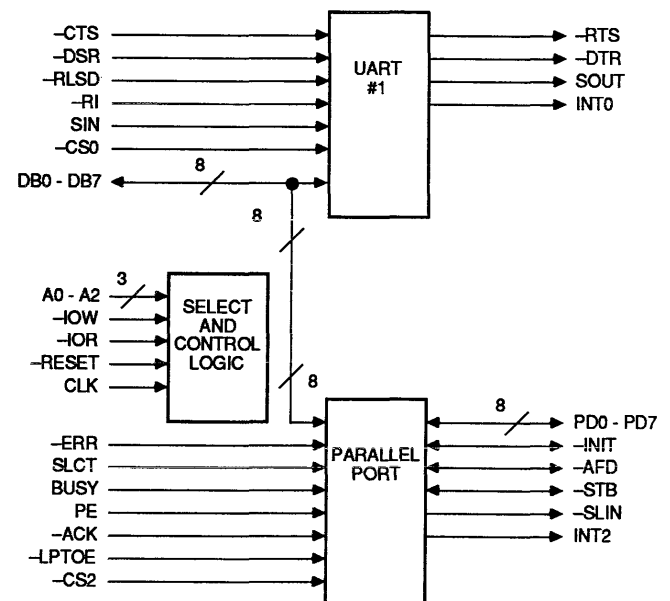 –CTS
–DSR
–RLSD
–RI
SIN
–CS0
DB0 - DB7
8
UART
#1
–RTS
–DTR
SOUT
INT0
8
A0 - A2
3
–IOW
–IOR
–RESET
CLK
SELECT
AND
CONTROL
LOGIC
8
–ERR
SLCT
BUSY
PE
–ACK
–LPTOE
–CS2
PARALLEL
PORT
8
PD0 - PD7
–INIT
–AFD
–STB
–SLIN
INT2